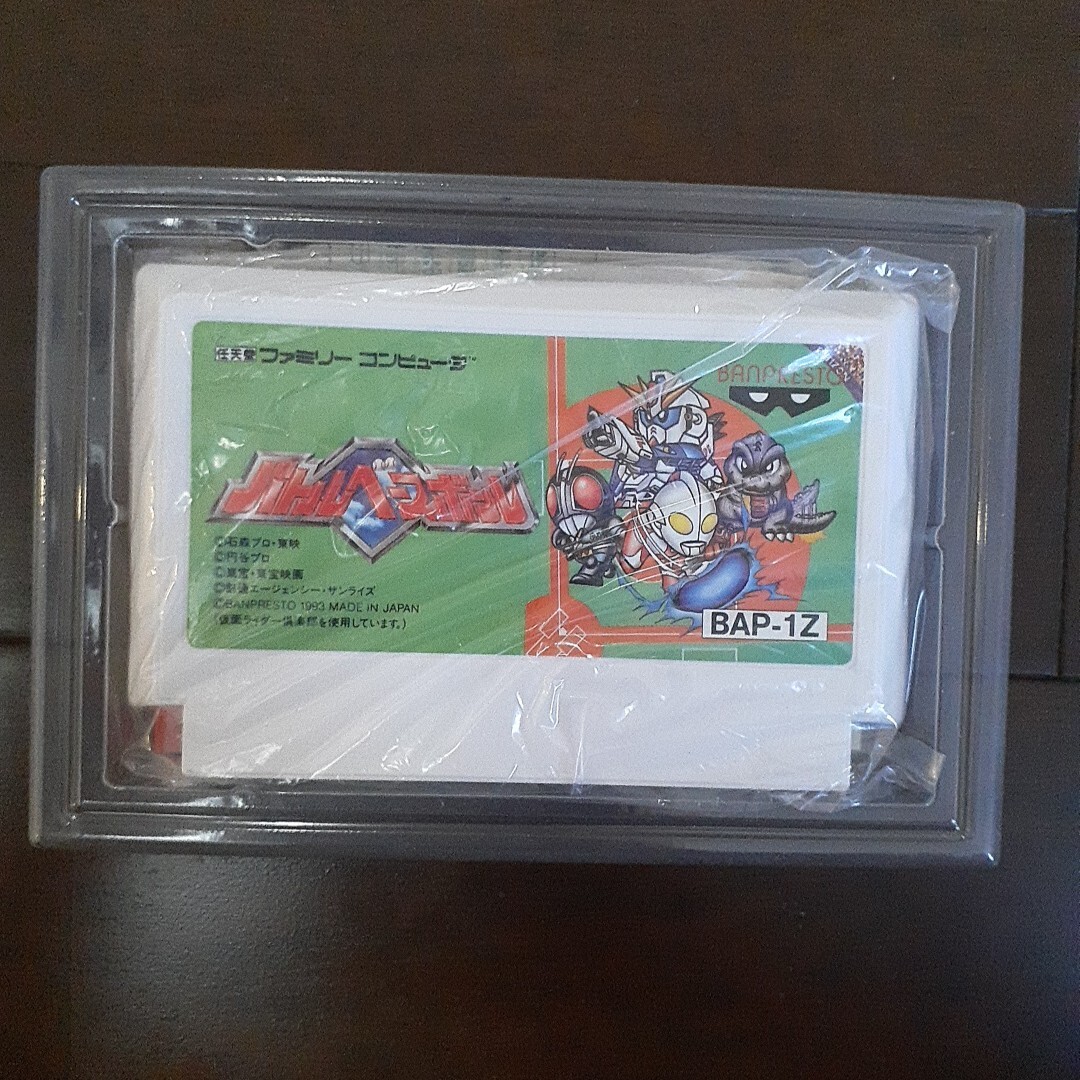 任天堂 ファミリー コンピュータ™
BANPRESTO
バトルベースボール
©石森プロ・東映
©円谷プロ
©東宝・東宝映画
©創通エージェンシー・サンライズ
©BANPRESTO 1993 MADE IN JAPAN
(仮面ライダー倶楽部を使用しています。)
BAP-1Z